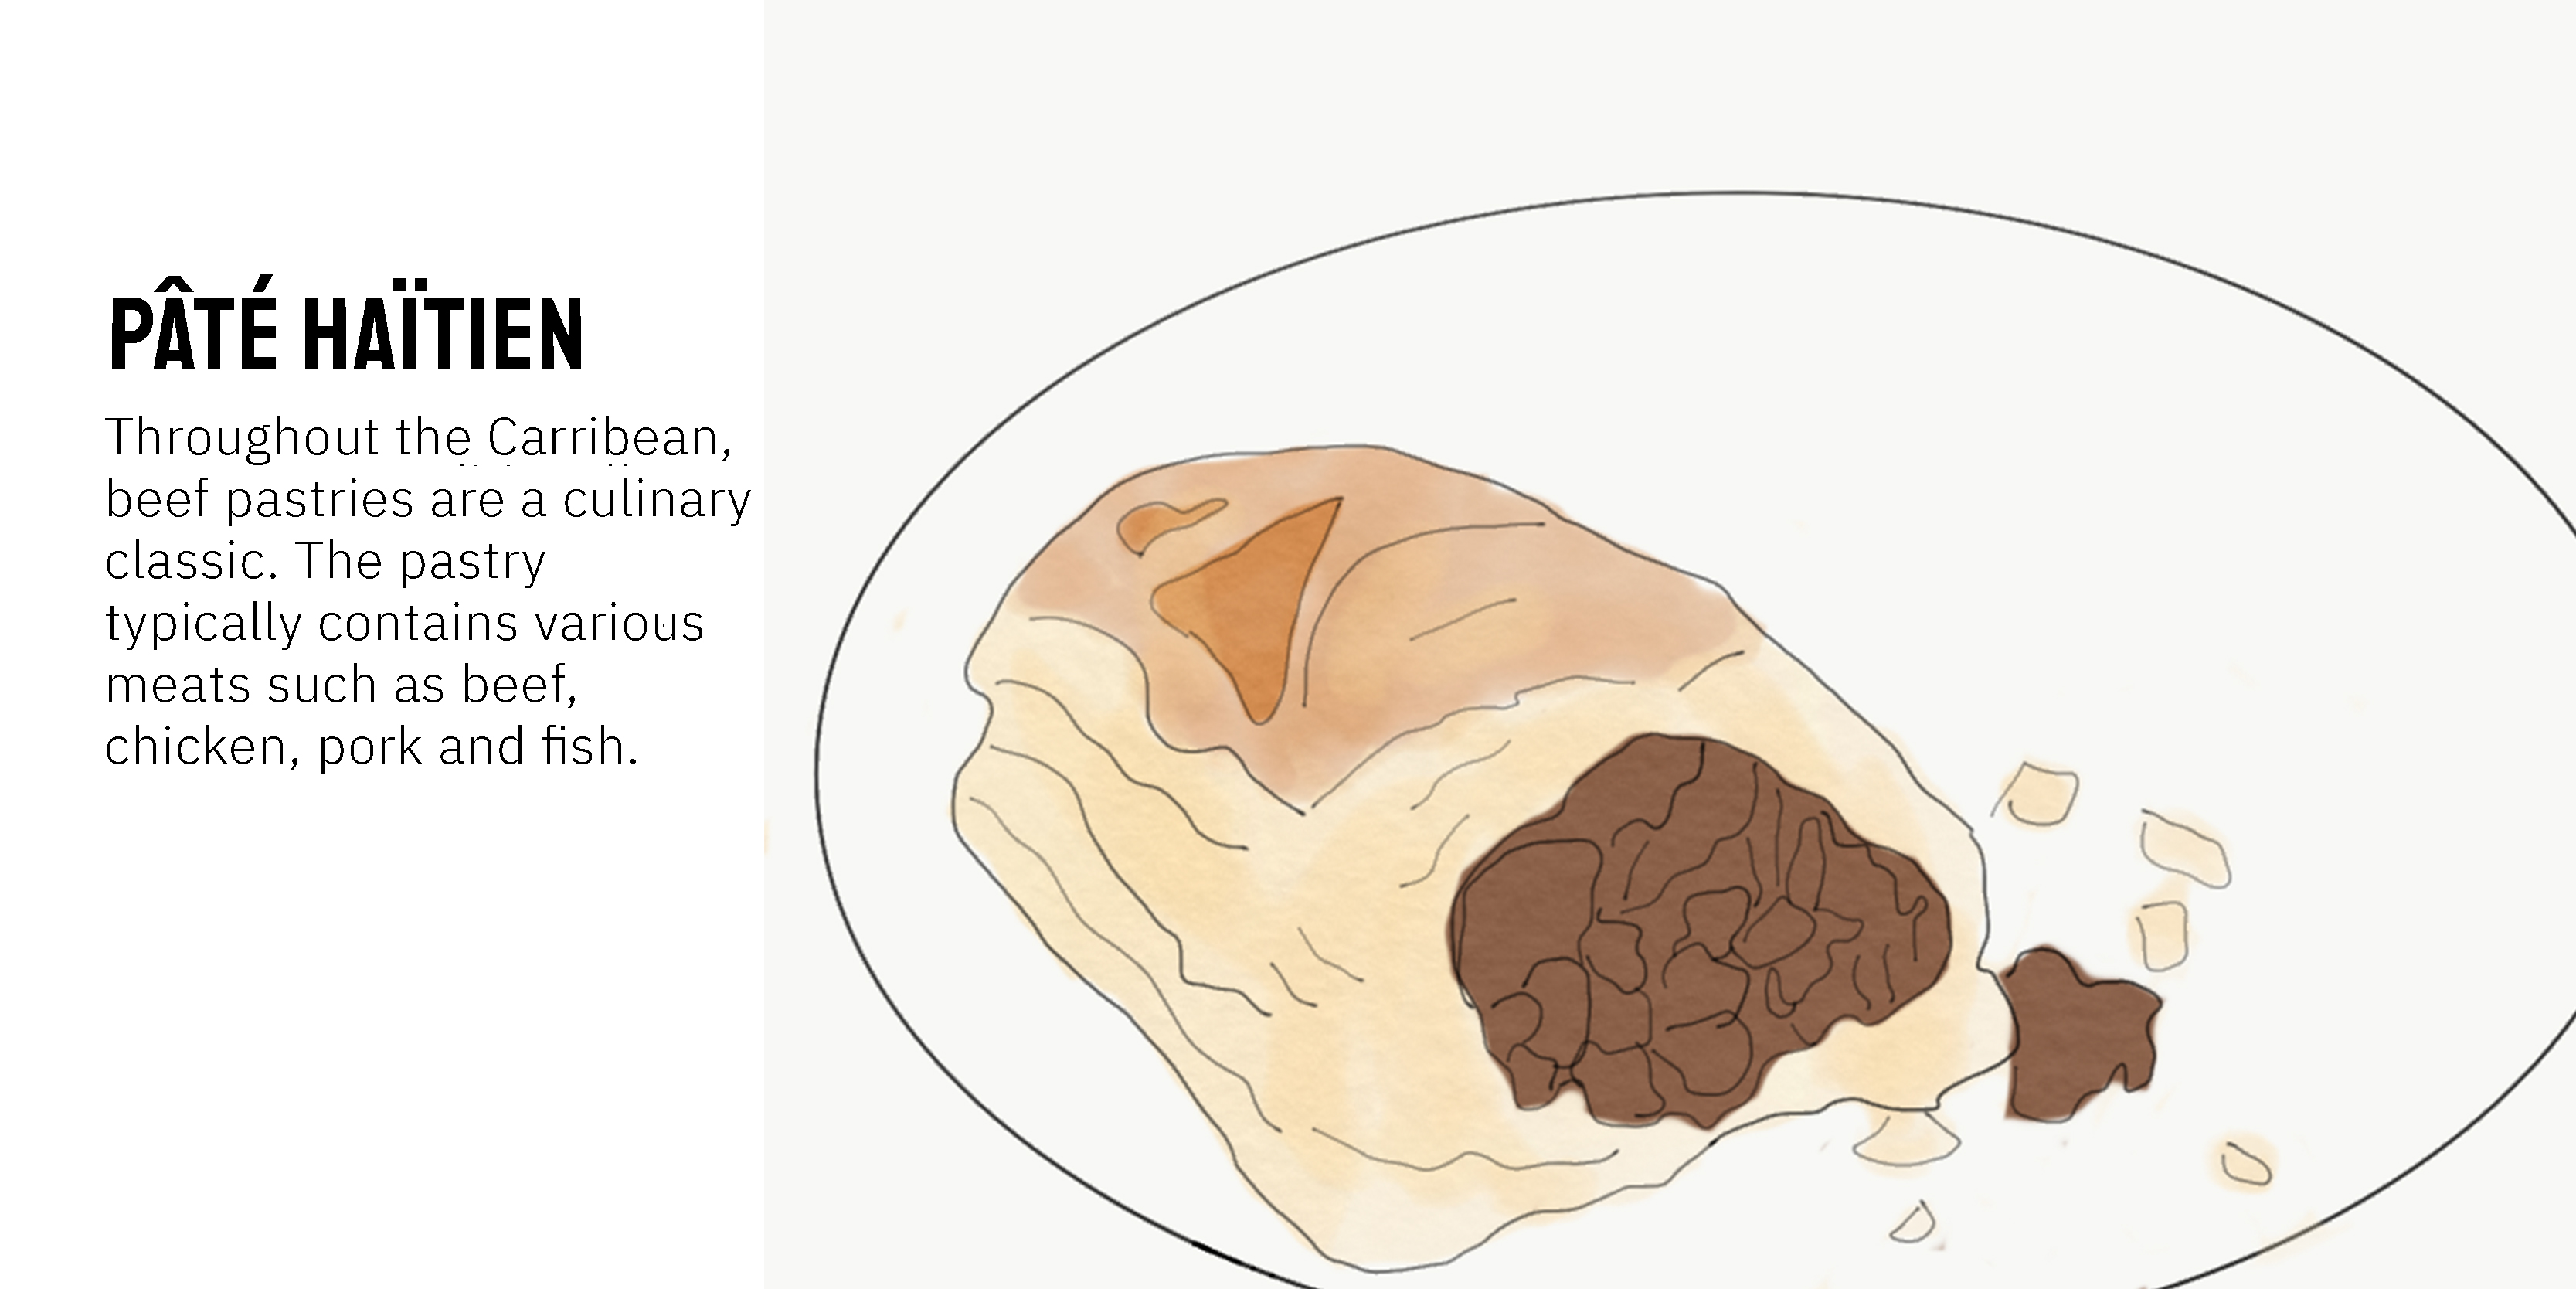 PÂTÉ HAÏTIEN
Throughout the Carribean,
beef pastries are a culinary
classic. The pastry
typically contains various
meats such as beef,
chicken, pork and fish.